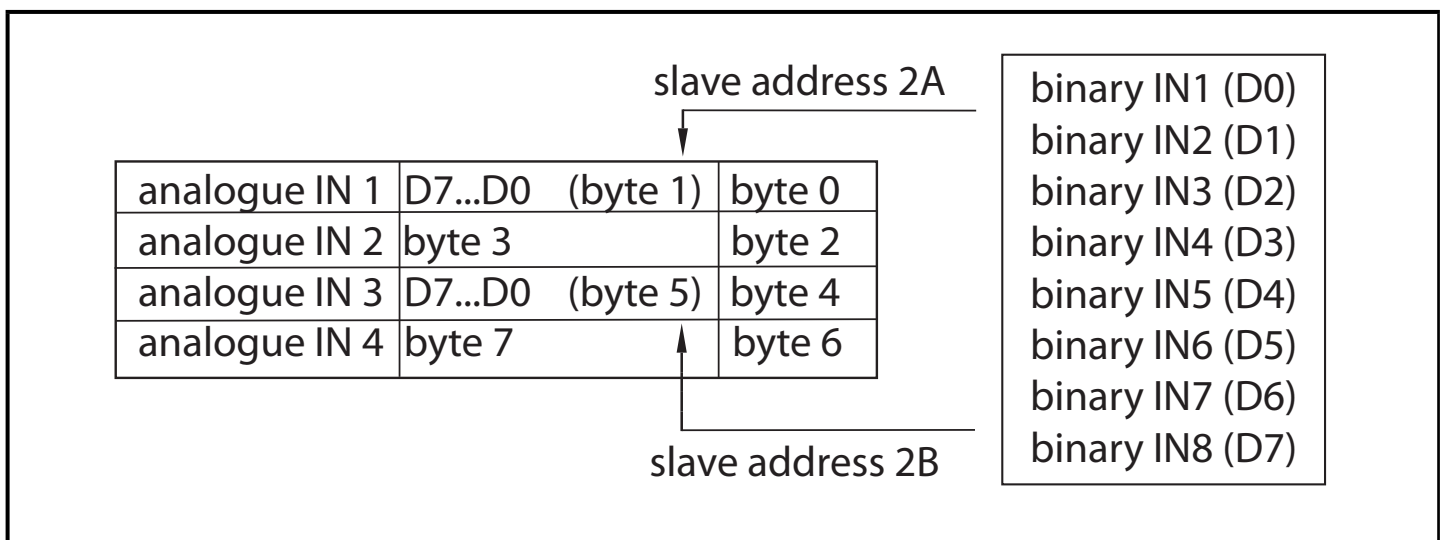 slave address 2A
analogue IN 1 D7...D0 (byte 1) byte 0
analogue IN 2 byte 3 byte 2
analogue IN 3 D7...D0 (byte 5) byte 4
analogue IN 4 byte 7 byte 6
slave address 2B
binary IN1 (D0)
binary IN2 (D1)
binary IN3 (D2)
binary IN4 (D3)
binary IN5 (D4)
binary IN6 (D5)
binary IN7 (D6)
binary IN8 (D7)